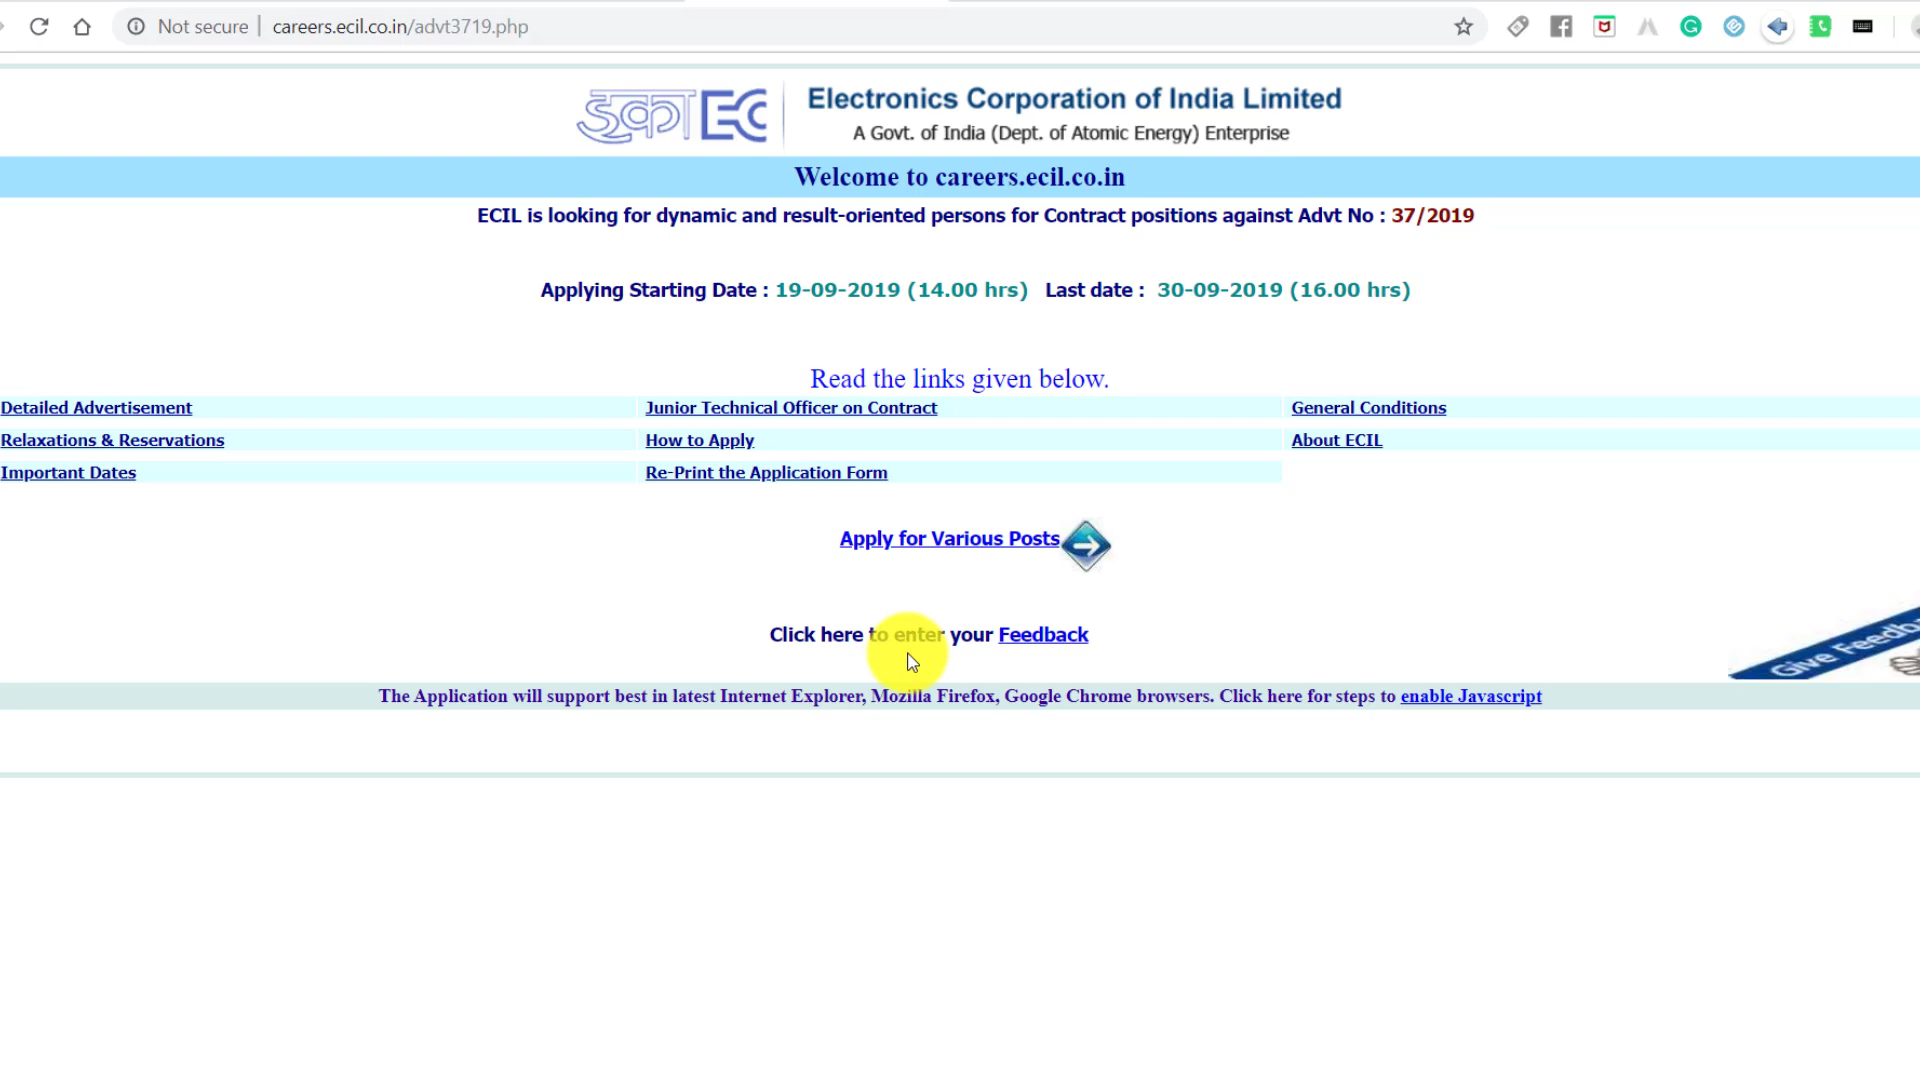 Not secure | careers.ecil.co.in/advt3719.php
इकाई EC Electronics Corporation of India Limited
A Govt. of India (Dept. of Atomic Energy) Enterprise
Welcome to careers.ecil.co.in
ECIL is looking for dynamic and result-oriented persons for Contract positions against Advt No : 37/2019
Applying Starting Date : 19-09-2019 (14.00 hrs) Last date : 30-09-2019 (16.00 hrs)
Read the links given below.
Detailed Advertisement Junior Technical Officer on Contract General Conditions
Relaxations & Reservations How to Apply About ECIL
Important Dates Re-Print the Application Form
Apply for Various Posts
Click here to enter your Feedback
Give Feedba
The Application will support best in latest Internet Explorer, Mozilla Firefox, Google Chrome browsers. Click here for steps to enable Javascript